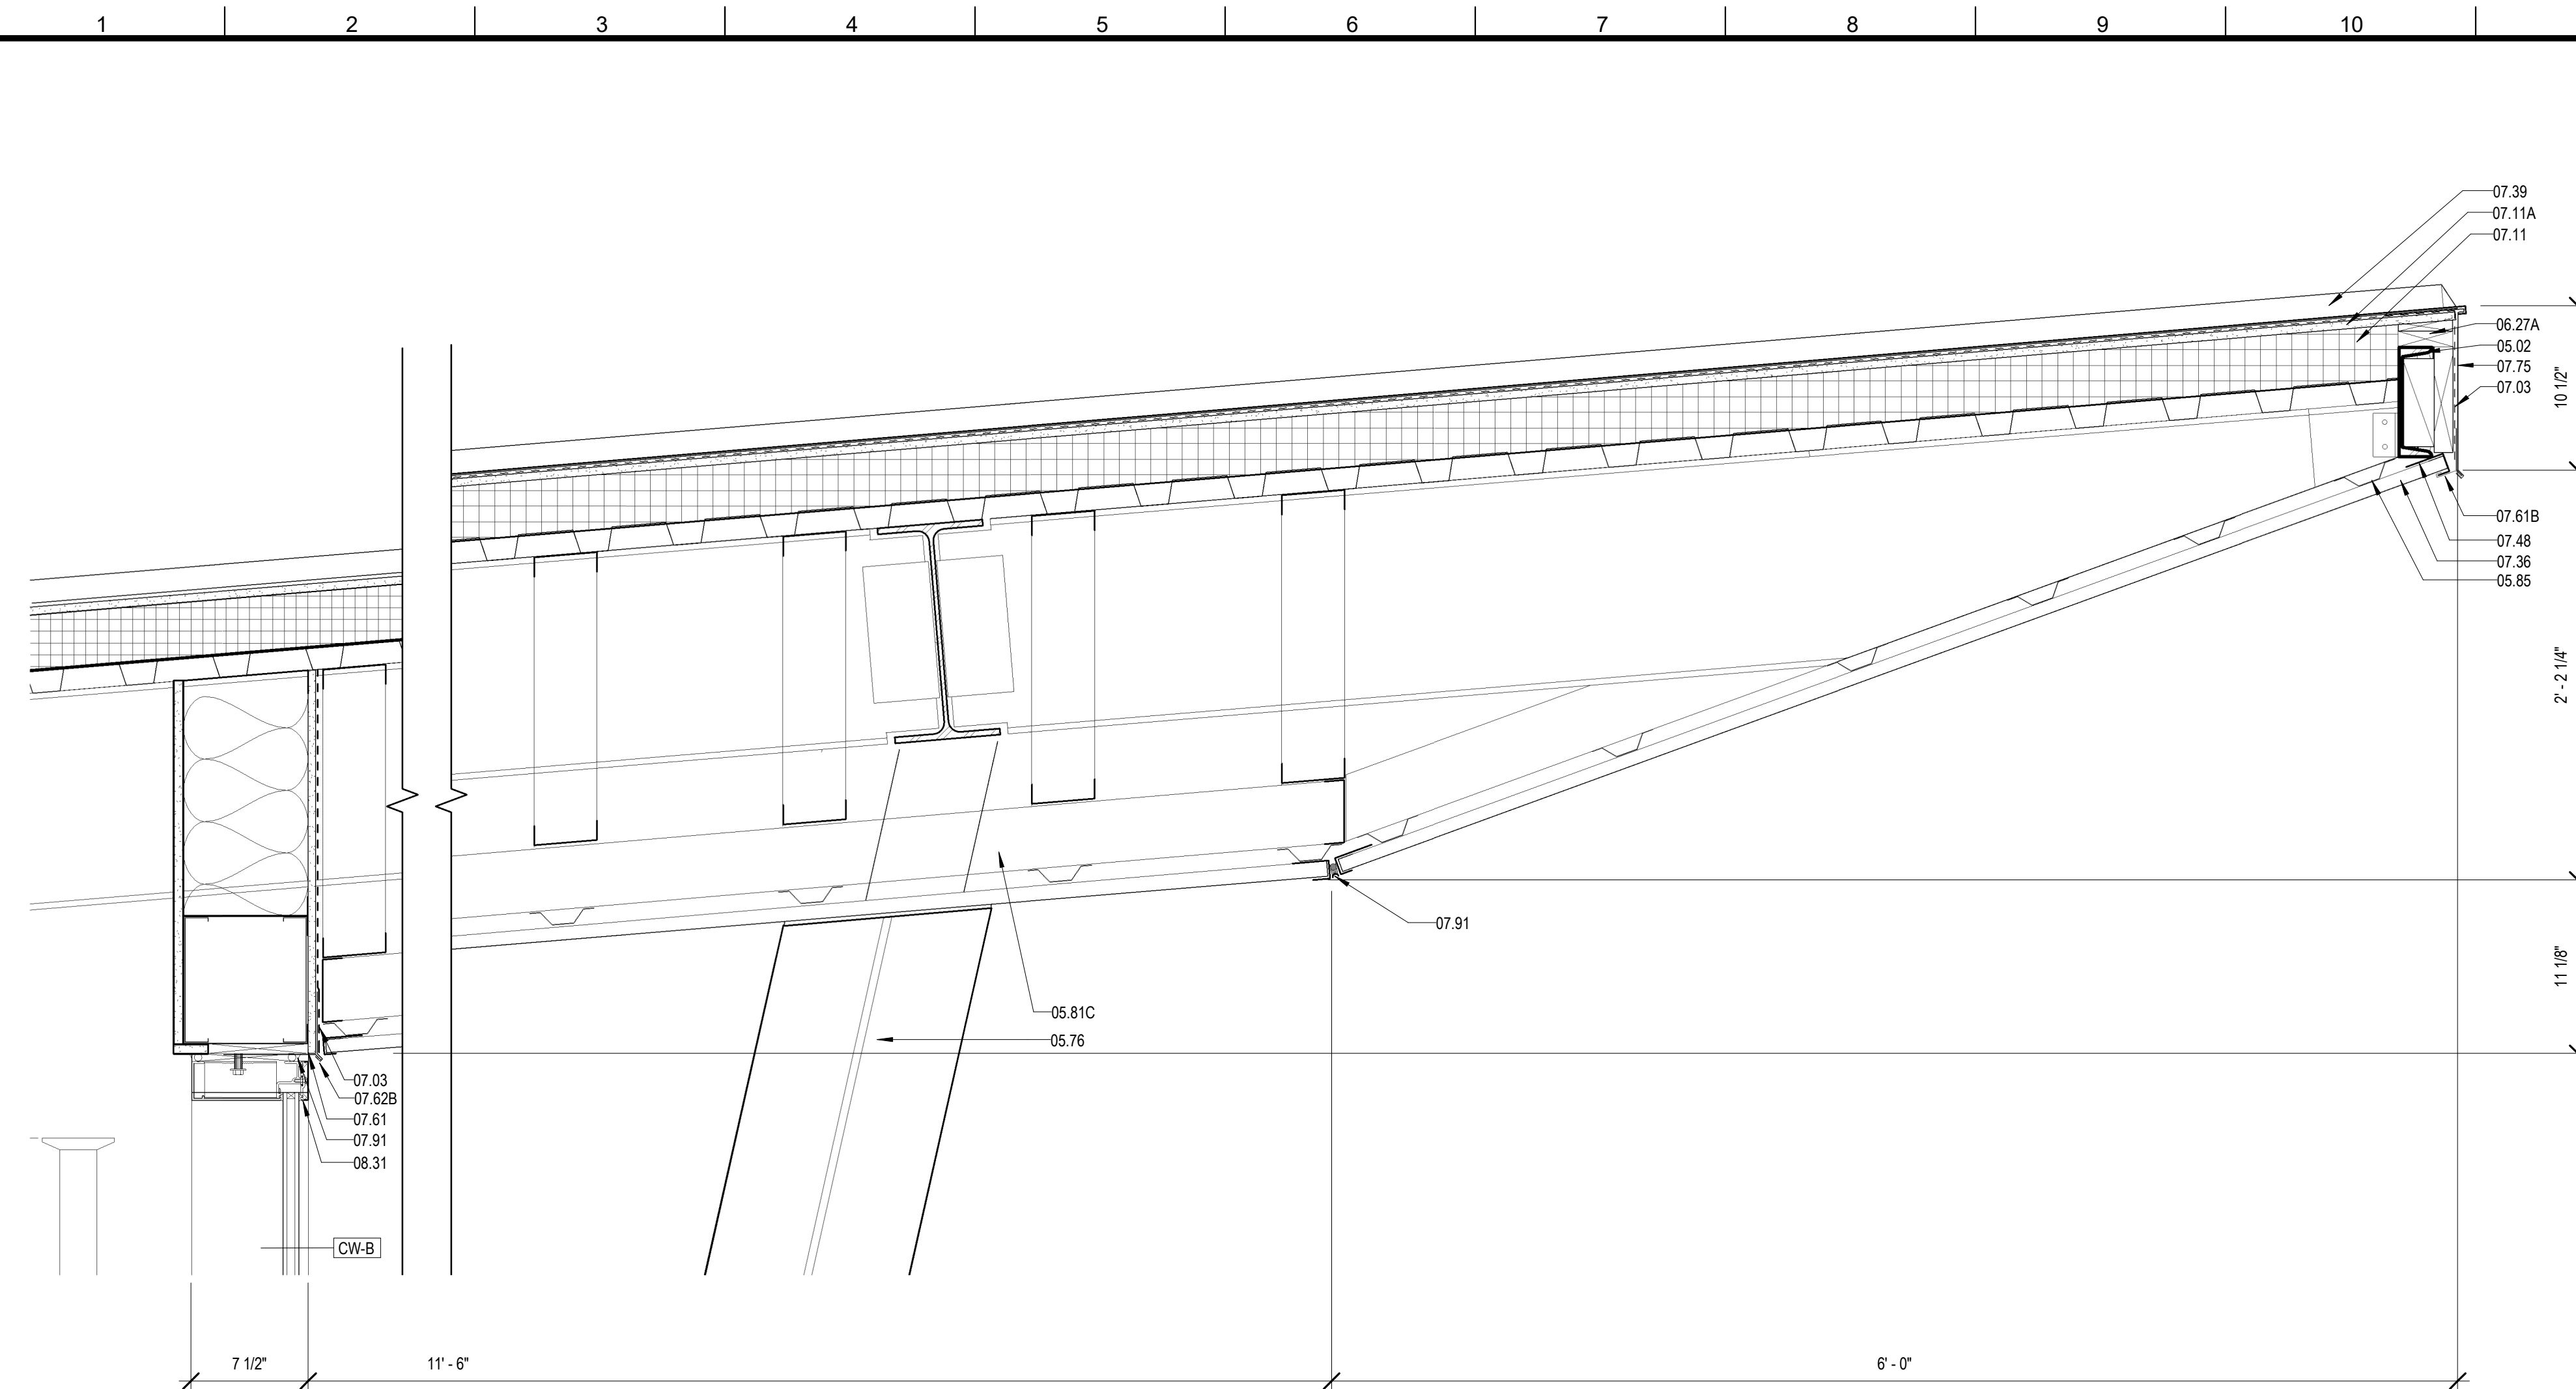 1 2 3 4 5 6 7 8 9 10
07.39
07.11A
07.11
06.27A
05.02
07.75
07.03
10 1/2"
07.61B
07.48
07.36
05.85
2' - 2 1/4"
07.91
11 1/8"
05.81C
05.76
07.03
07.62B
07.61
07.91
08.31
CW-B
7 1/2" 11' - 6" 6' - 0"